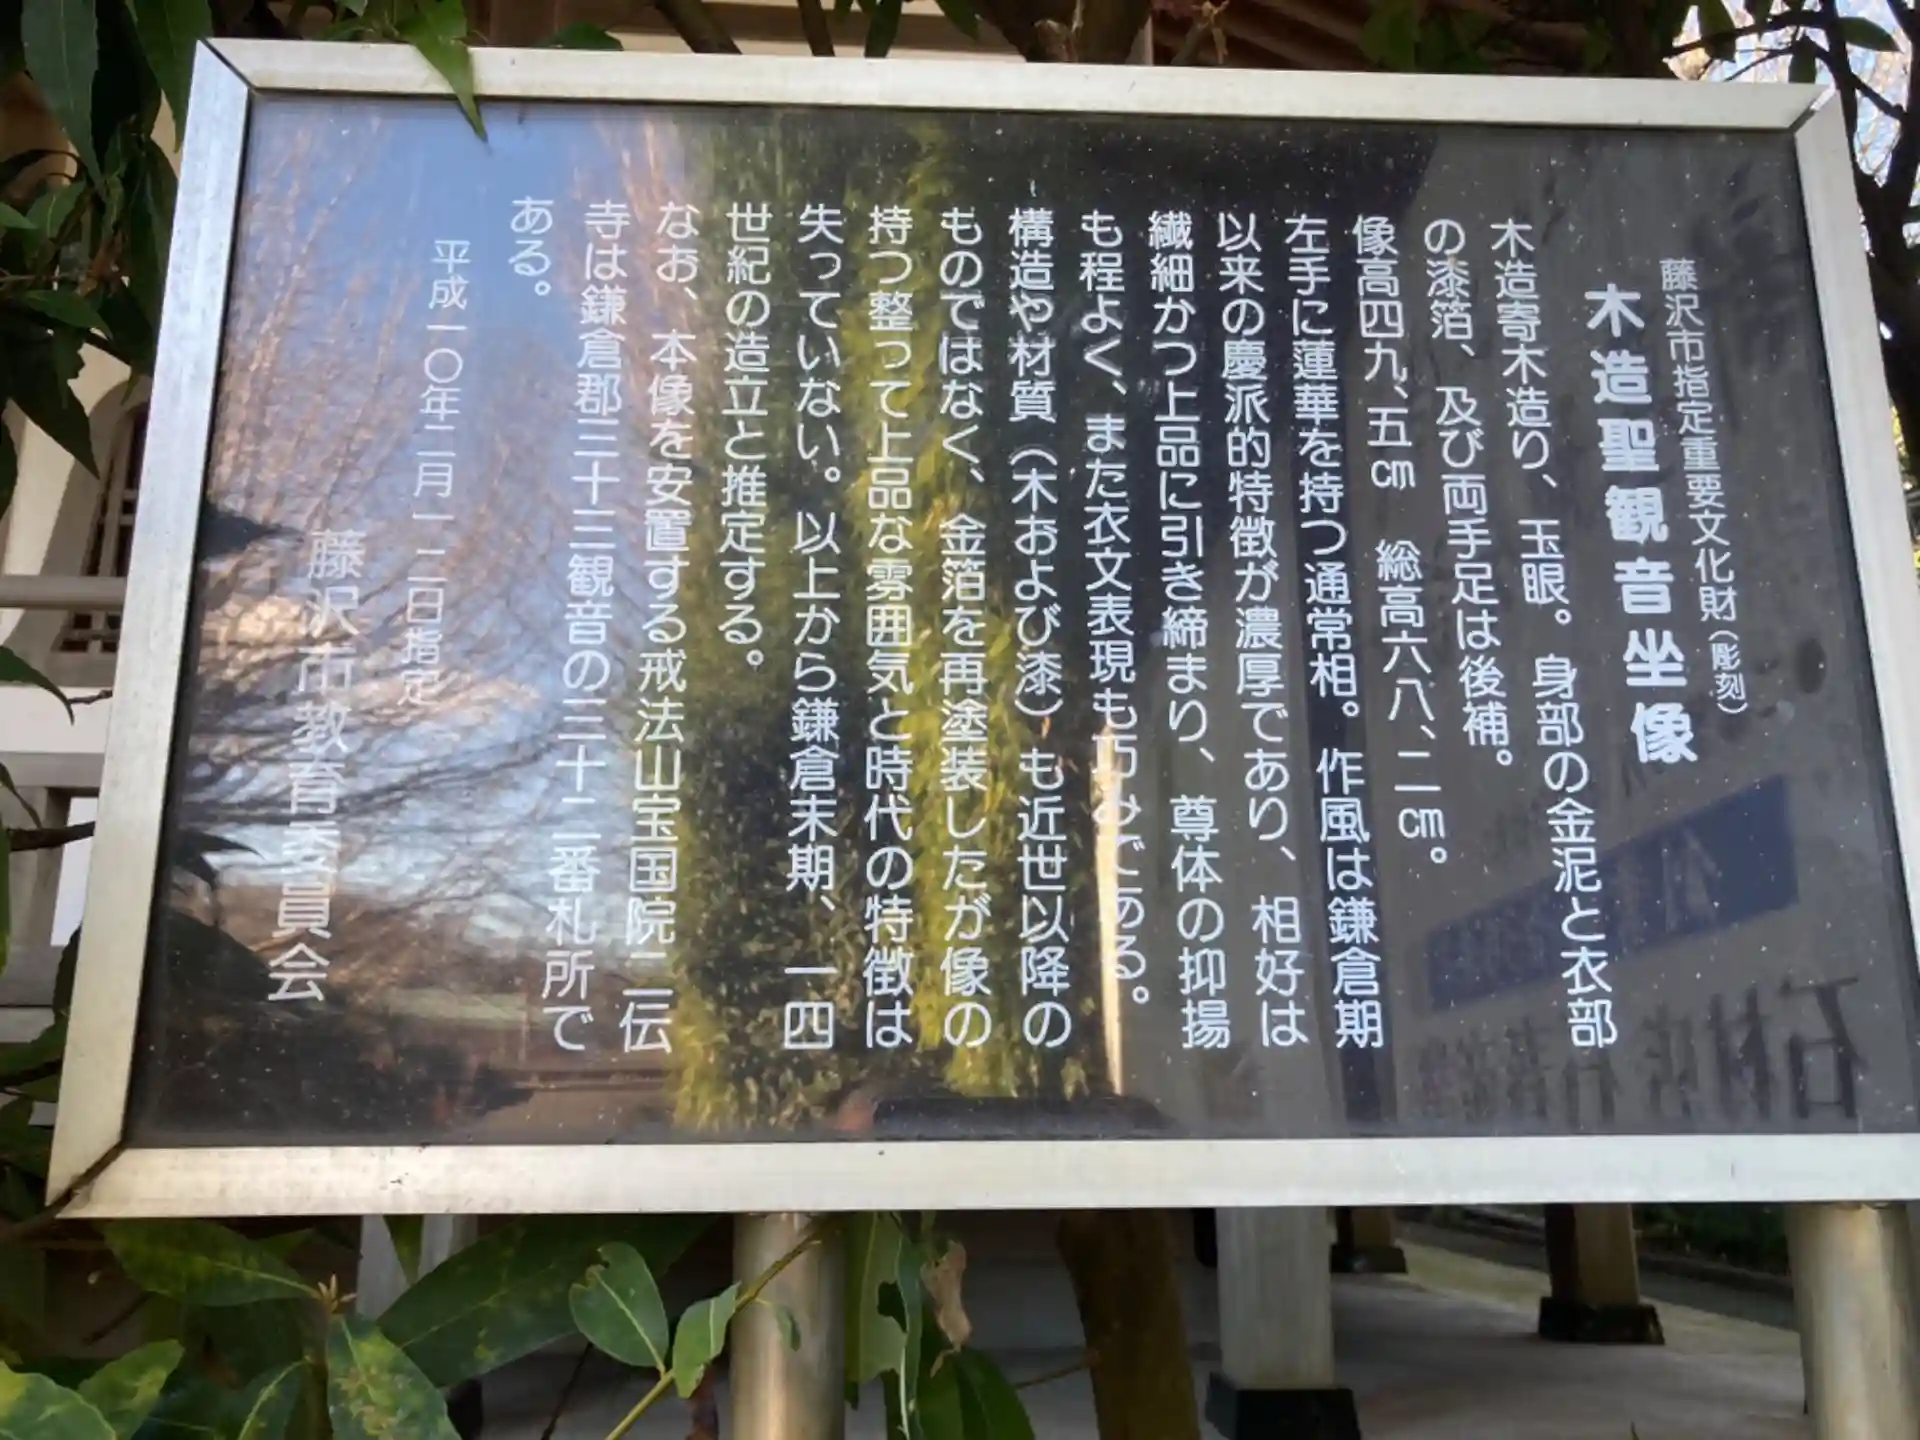 藤沢市指定重要文化財（彫刻）
木造聖観音坐像
木造寄木造り、玉眼。身部の金泥と衣部
の漆箔、及び両手足は後補。
像高四九、五㎝　総高六八、二㎝。
左手に蓮華を持つ通常相。作風は鎌倉期
以来の慶派的特徴が濃厚であり、相好は
繊細かつ上品に引き締まり、尊体の抑揚
も程よく、また衣文表現も巧みである。
構造や材質（木および漆）も近世以降の
ものではなく、金箔を再塗装したが像の
持つ整って上品な雰囲気と時代の特徴は
失っていない。以上から鎌倉末期、一四
世紀の造立と推定する。
なお、本像を安置する戒法山宝国院二伝
寺は鎌倉郡三十三観音の三十二番札所で
ある。
平成一〇年二月一二日指定
藤沢市教育委員会